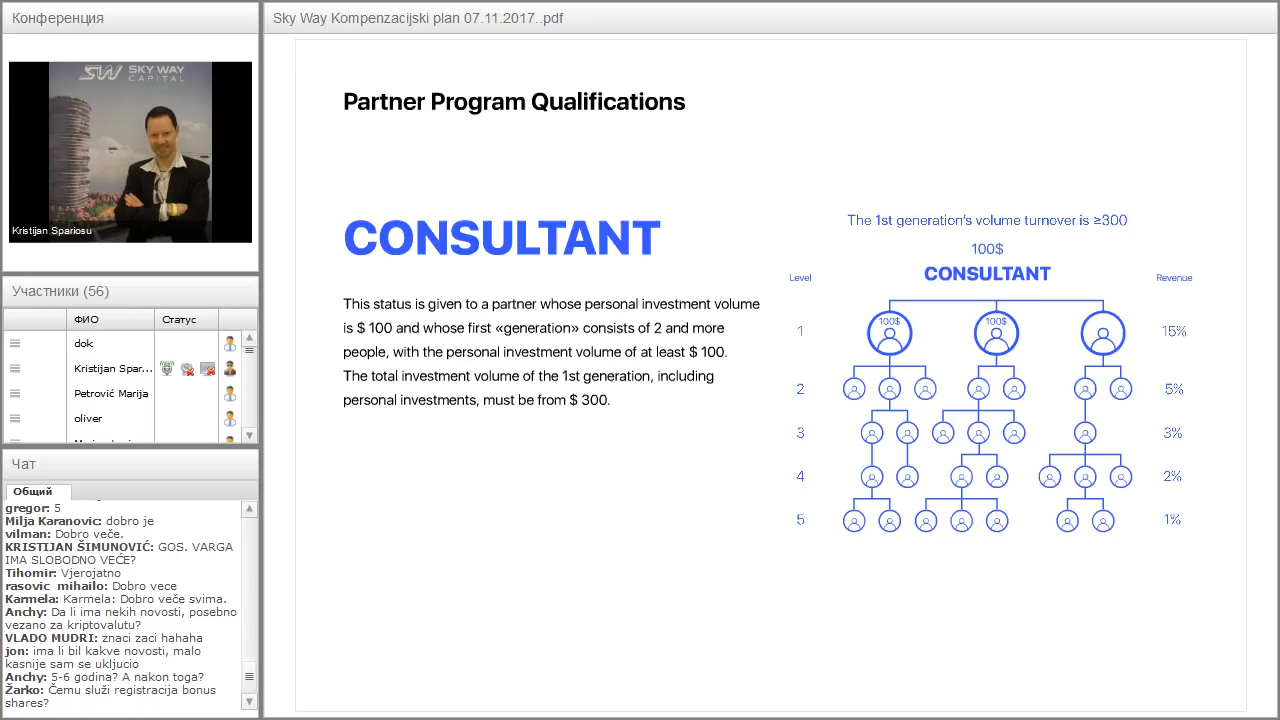 Конференция
SKY WAY
CAPITAL
Kristijan Spariosu
Участники (56)
ФИО Статус
dok
Kristijan Spar...
Petrović Marija
oliver
Чат
Общий
gregor: 5
Milja Karanovic: dobro je
vilman: Dobro veče.
KRISTIJAN ŠIMUNOVIĆ: GOS. VARGA
IMA SLOBODNO VEĆE?
Tihomir: Vjerojatno
rasovic_mihailo: Dobro vece
Karmela: Karmela: Dobro veče svima.
Anchy: Da li ima nekih novosti, posebno
vezano za kriptovalutu?
VLADO MUDRI: znaci zaci hahaha
jon: ima li bil kakve novosti, malo
kasnije sam se ukljucio
Anchy: 5-6 godina? A nakon toga?
Žarko: Čemu služi registracija bonus
shares?
Sky Way Kompenzacijski plan 07.11.2017..pdf
Partner Program Qualifications
CONSULTANT
This status is given to a partner whose personal investment volume
is $ 100 and whose first «generation» consists of 2 and more
people, with the personal investment volume of at least $ 100.
The total investment volume of the 1st generation, including
personal investments, must be from $ 300.
The 1st generation's volume turnover is ≥300
100$
Level CONSULTANT Revenue
100$ 100$
1 15%
2 5%
3 3%
4 2%
5 1%